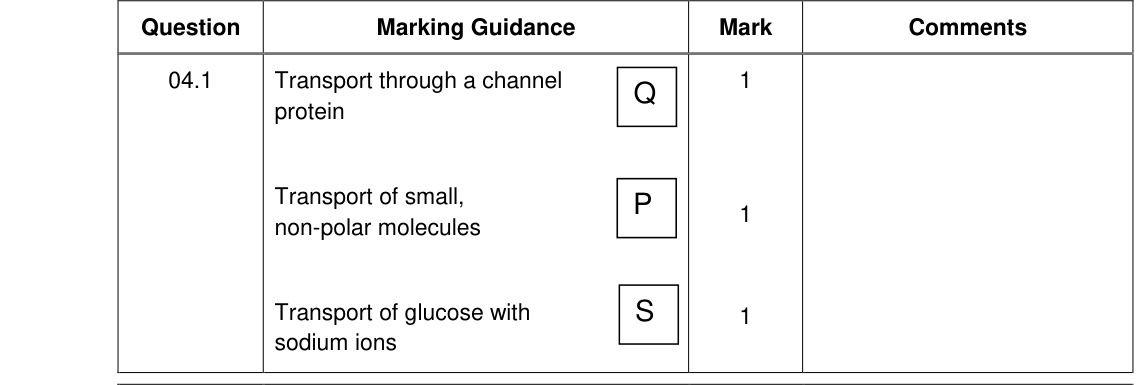 Question Marking Guidance Mark Comments
04.1 Transport through a channel Q 1
protein
Transport of small, P
non-polar molecules 1
Transport of glucose with S 1
sodium ions